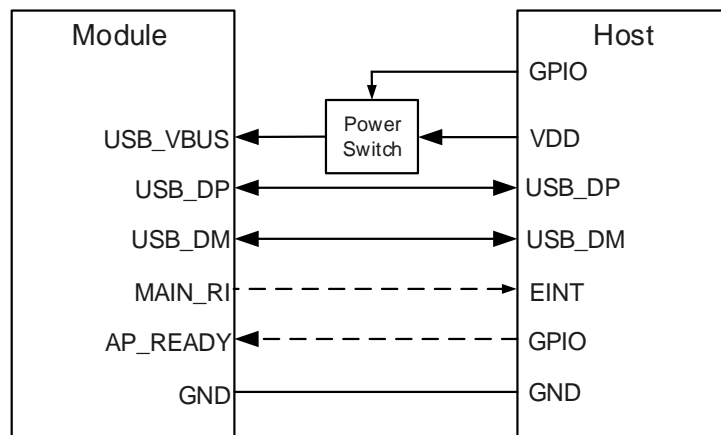 Module
Host
GPIO
Power
Switch
USB_VBUS
VDD
USB_DP
USB_DP
USB_DM
USB_DM
MAIN_RI
EINT
AP_READY
GPIO
GND
GND